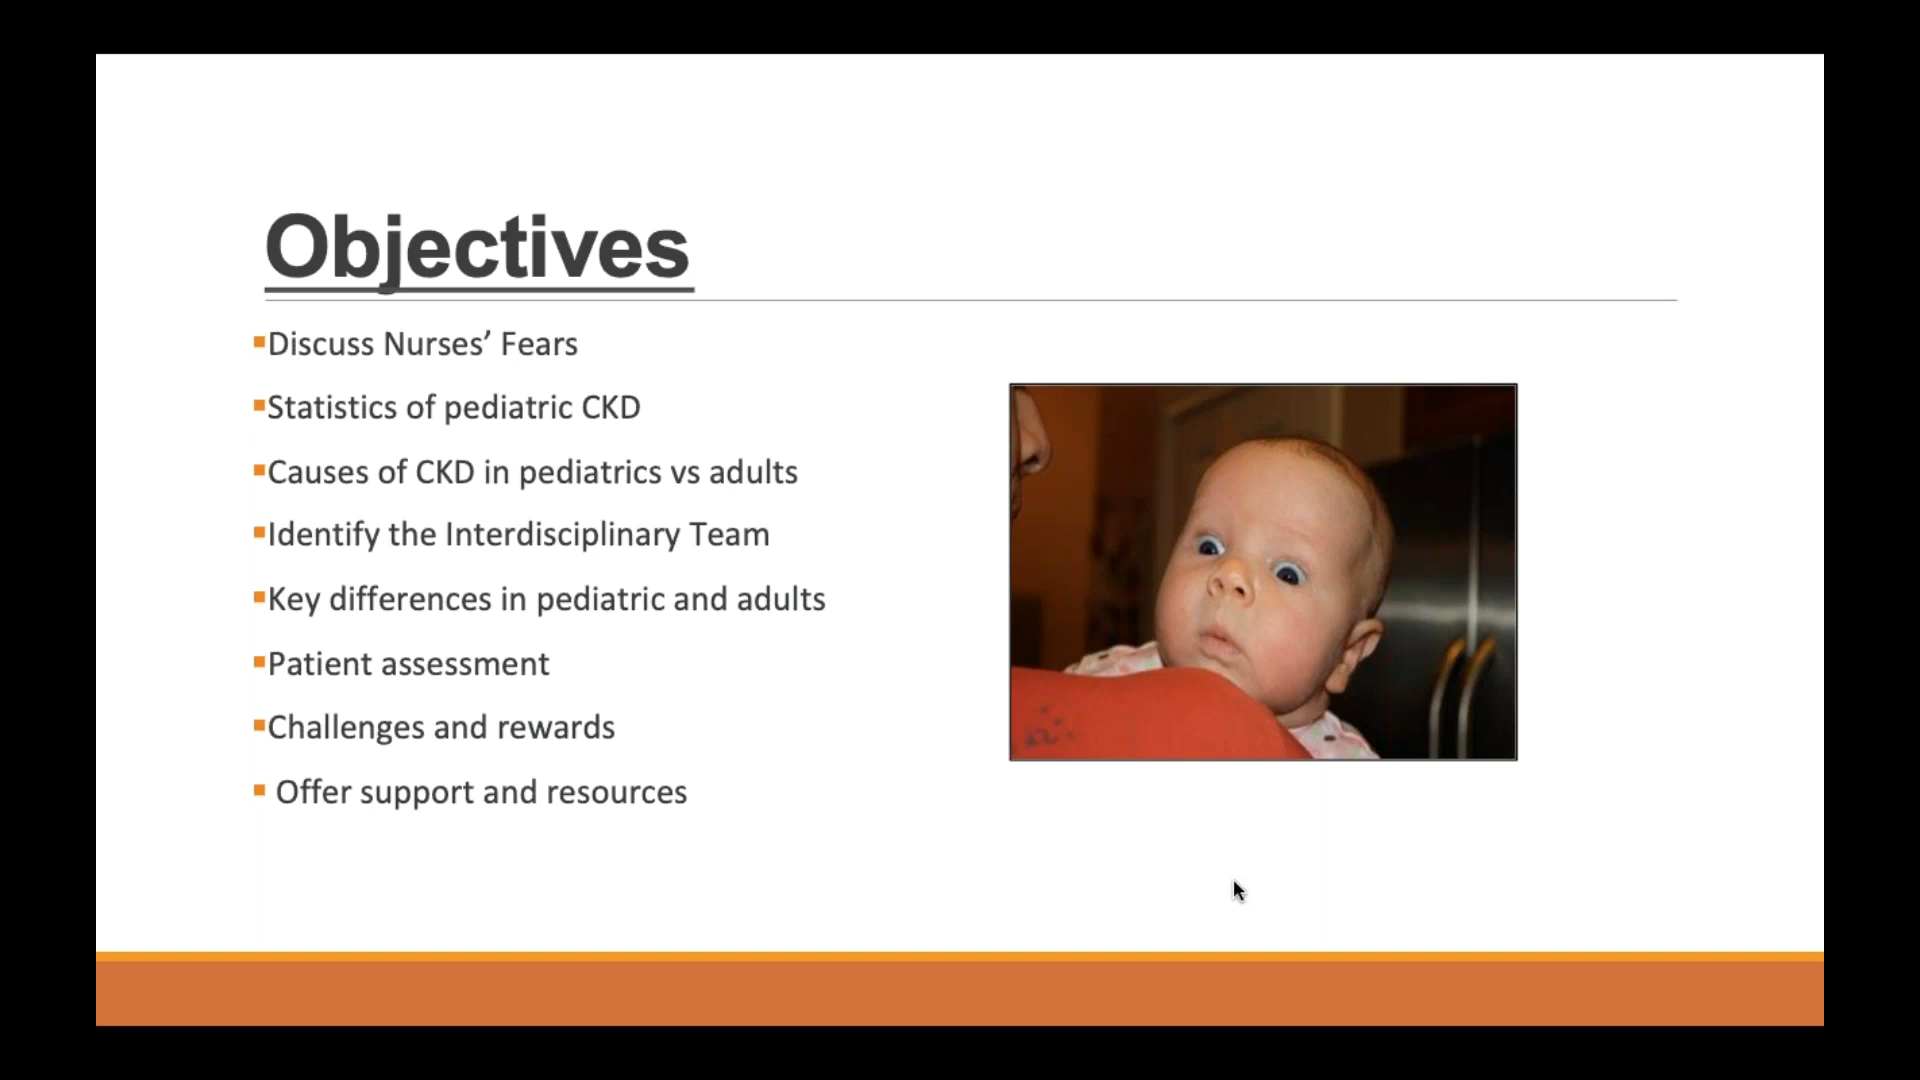 Objectives
Discuss Nurses’ Fears
Statistics of pediatric CKD
Causes of CKD in pediatrics vs adults
Identify the Interdisciplinary Team
Key differences in pediatric and adults
Patient assessment
Challenges and rewards
Offer support and resources